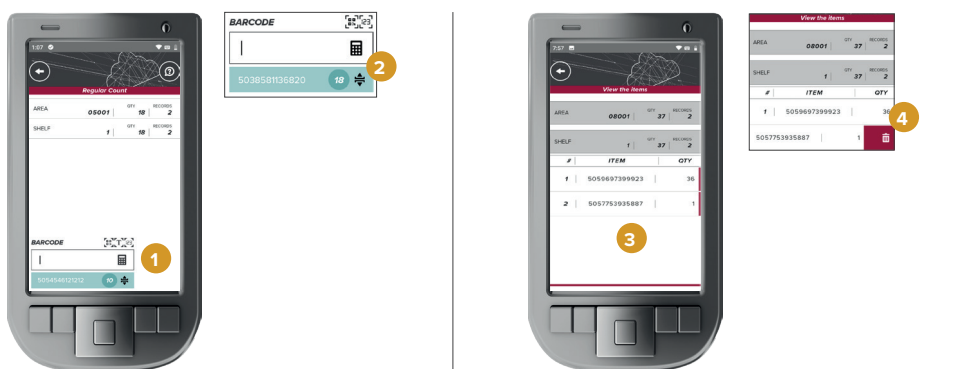 1:07
Regular Count
AREA 05001 QTY 18 RECORDS 2
SHELF 1 QTY 18 RECORDS 2
BARCODE 123
5054546121212 10
1
BARCODE 123
5038581136820 18
2
7:57
View the items
AREA 08001 QTY 37 RECORDS 2
SHELF 1 QTY 37 RECORDS 2
# ITEM QTY
1 5059697399923 36
2 5057753935887 1
3
View the items
AREA 08001 QTY 37 RECORDS 2
SHELF 1 QTY 37 RECORDS 2
# ITEM QTY
1 5059697399923 36
5057753935887 1
4